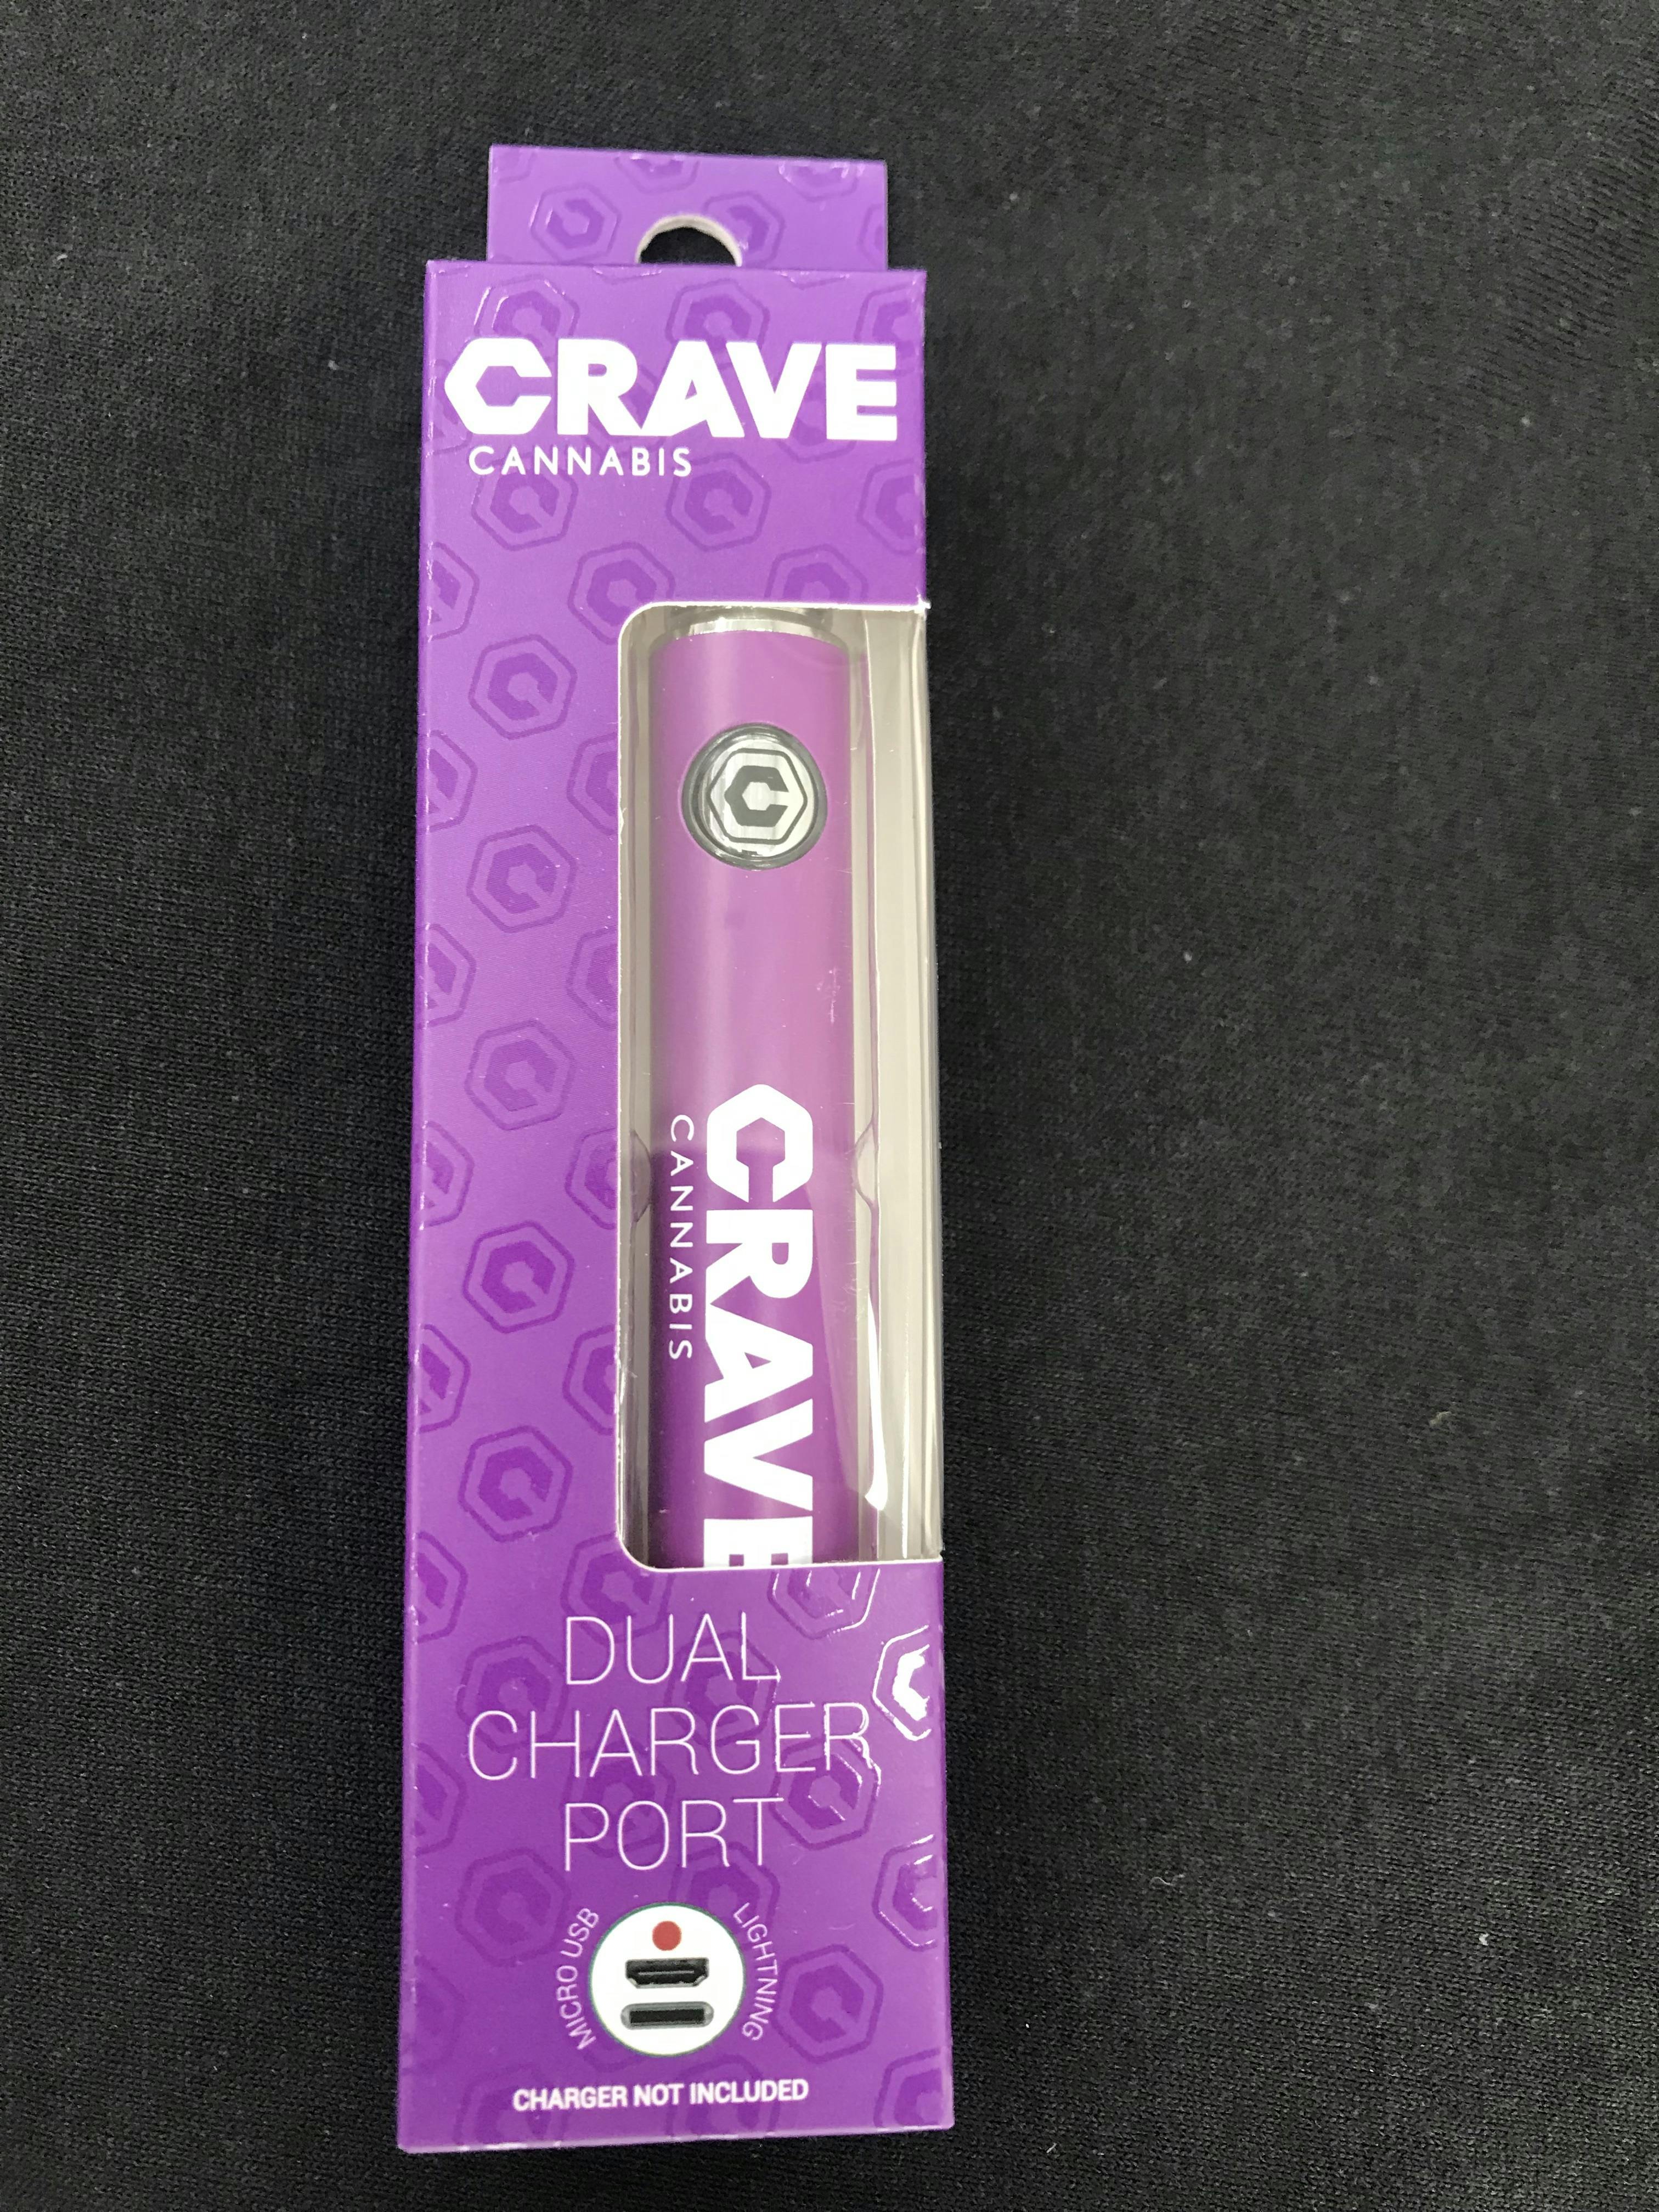 CRAVE
CANNABIS
CRAVE
CANNABIS
DUAL
CHARGER
PORT
MICRO USB
LIGHTNING
CHARGER NOT INCLUDED